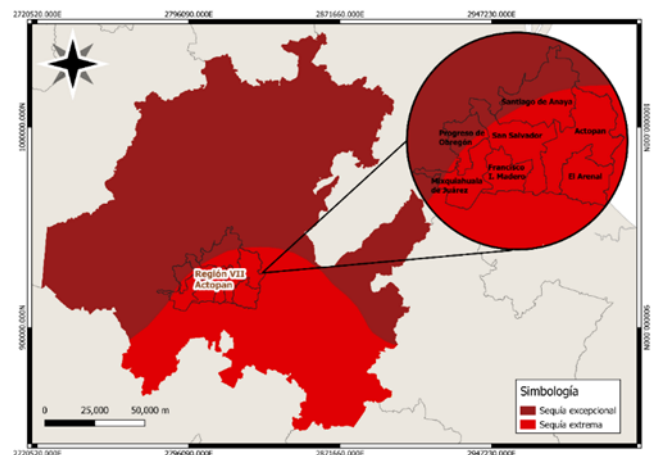 2720520.000E
2796090.000E
2871660.000E
2947230.000E
1000000.000N
1000000.000N
Santiago de Anaya
Actopan
Progreso de
Obregón
San Salvador
Francisco
I. Madero
El Arenal
Mixquiahuala
de Juárez
Región VII
Actopan
900000.000N
900000.000N
Simbología
Sequía excepcional
Sequía extrema
0
25,000
50,000 m
2720520.000E
2796090.000E
2871660.000E
2947230.000E